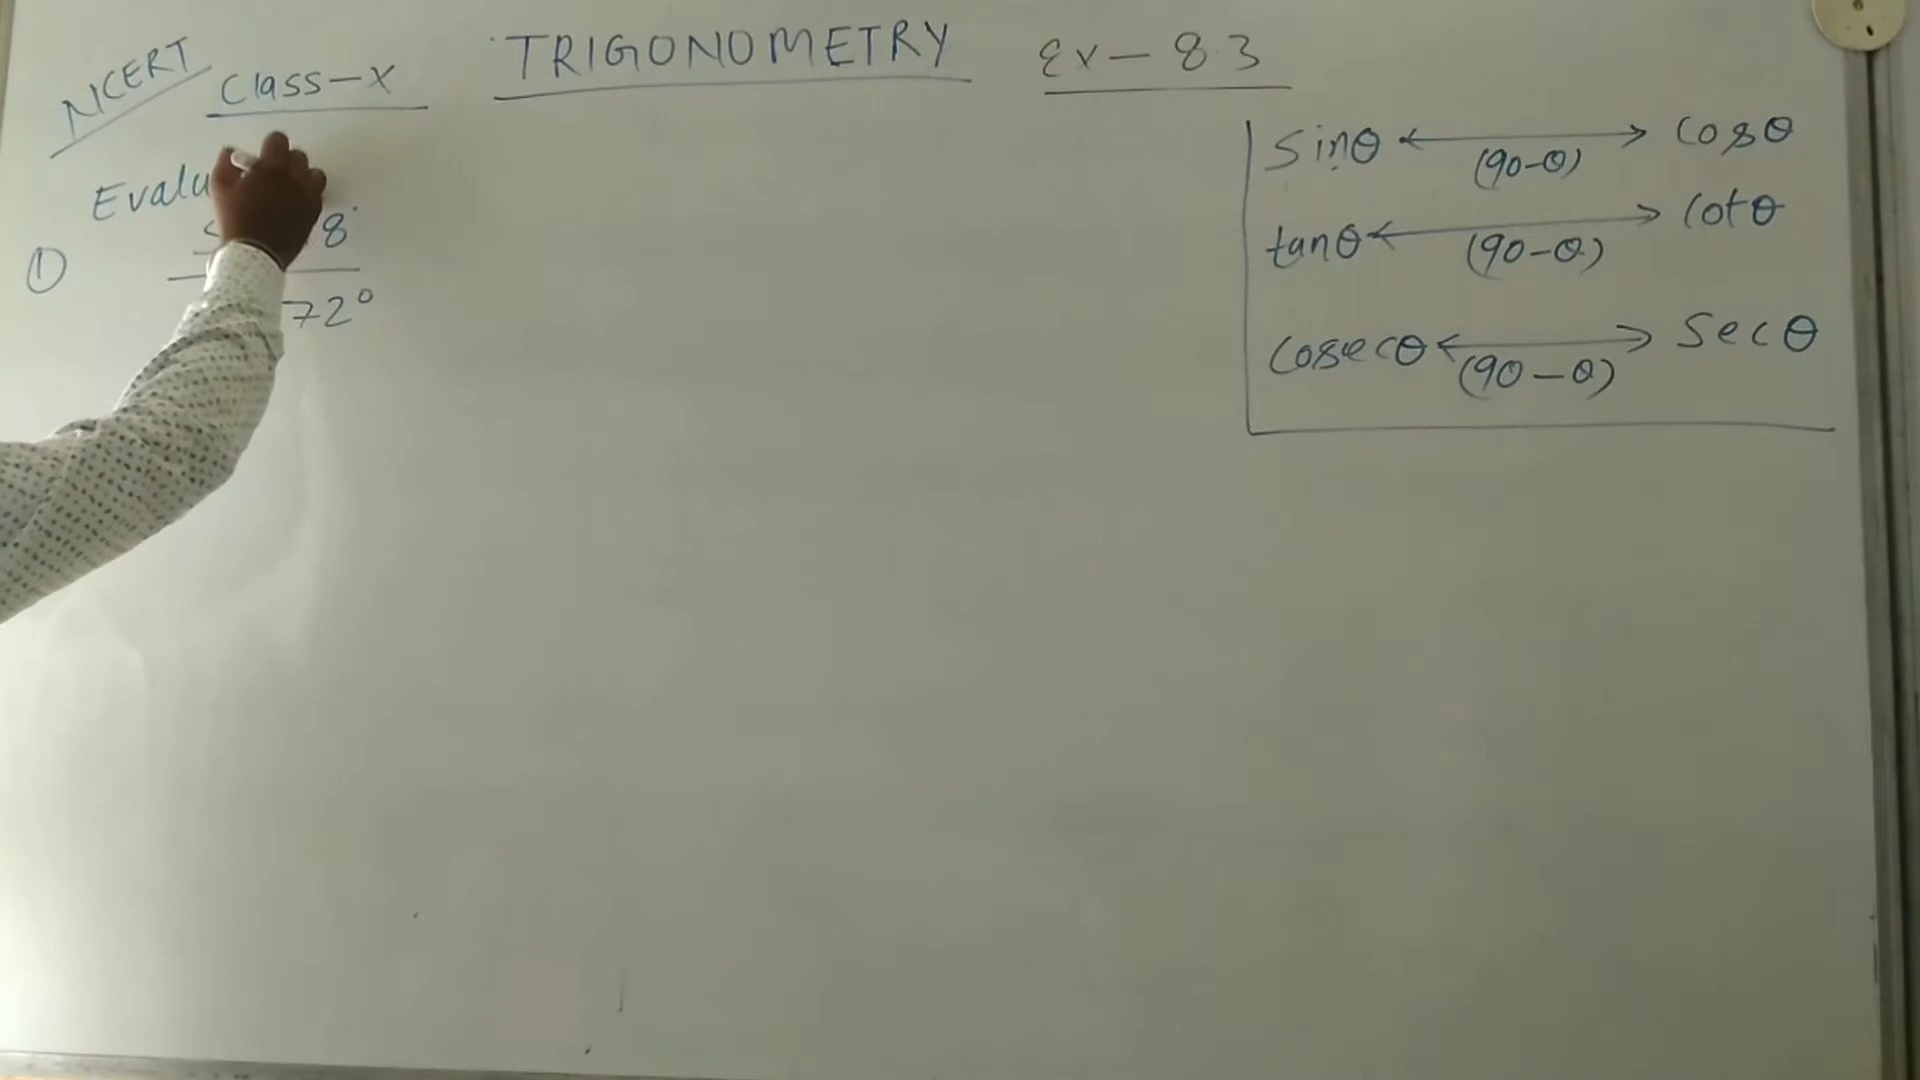 NCERT Class-X TRIGONOMETRY Ex-8.3
sinθ ⟷ cosθ
(90-θ)
Evalu
tanθ ⟷ cotθ
(90-θ)
① 8°
72°
cosecθ ⟷ secθ
(90-θ)